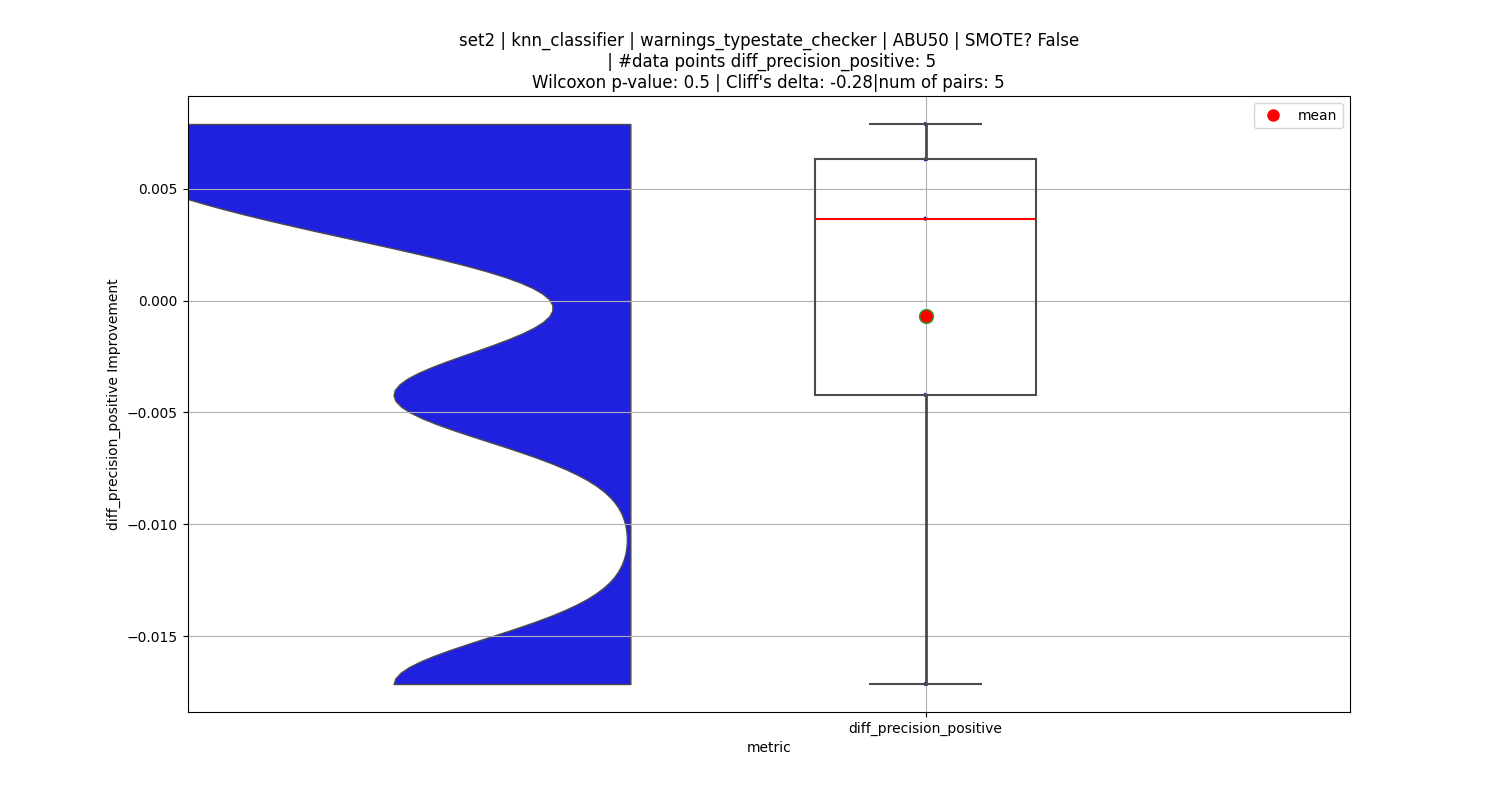 set2 | knn_classifier | warnings_typestate_checker | ABU50 | SMOTE? False
| #data points diff_precision_positive: 5
Wilcoxon p-value: 0.5 | Cliff's delta: -0.28|num of pairs: 5
mean
0.005
0.000
−0.005
−0.010
−0.015
diff_precision_positive Improvement
diff_precision_positive
metric